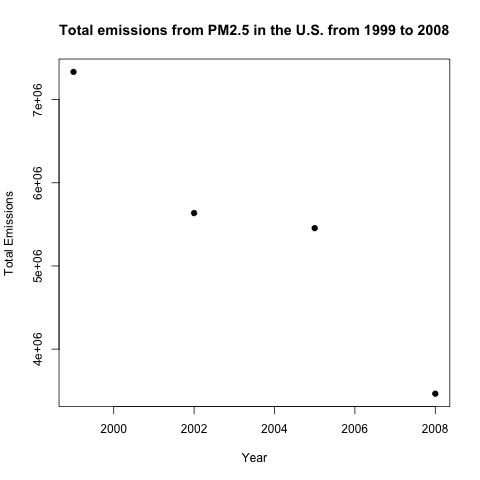 Total emissions from PM2.5 in the U.S. from 1999 to 2008
7e+06
6e+06
5e+06
4e+06
Total Emissions
2000 2002 2004 2006 2008
Year